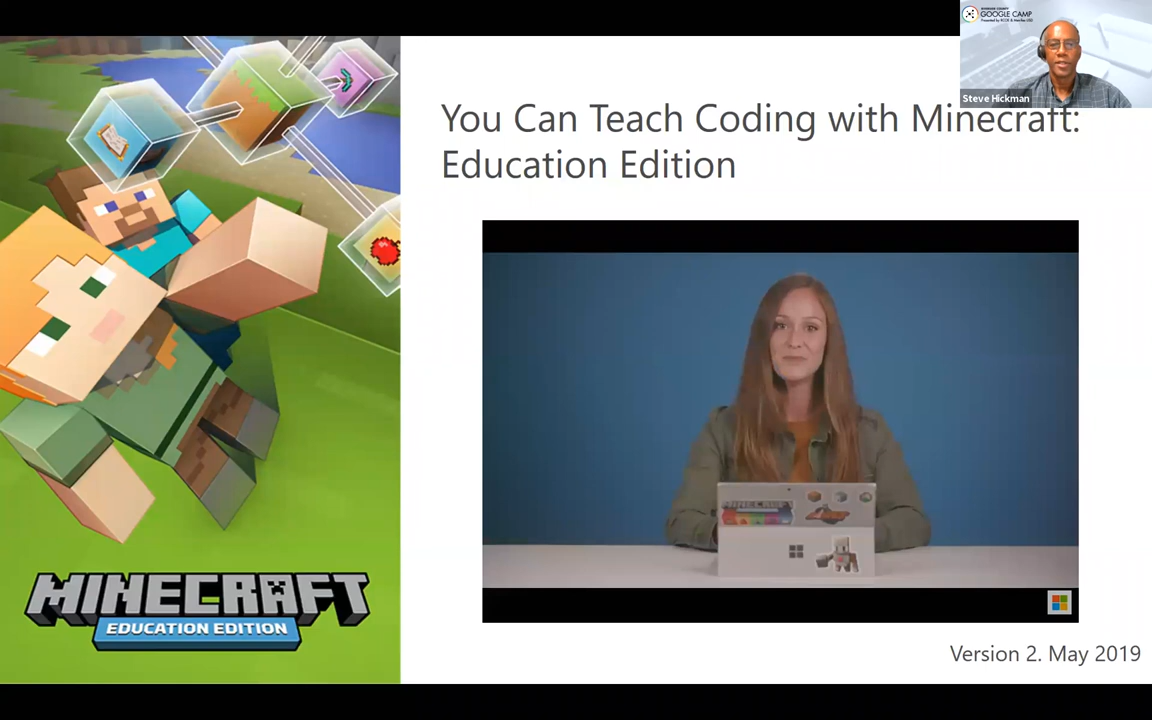 GOOGLE CAMP
Steve Hickman
You Can Teach Coding with Minecraft:
Education Edition
MINECRAFT
MINECRAFT
EDUCATION EDITION
Version 2. May 2019